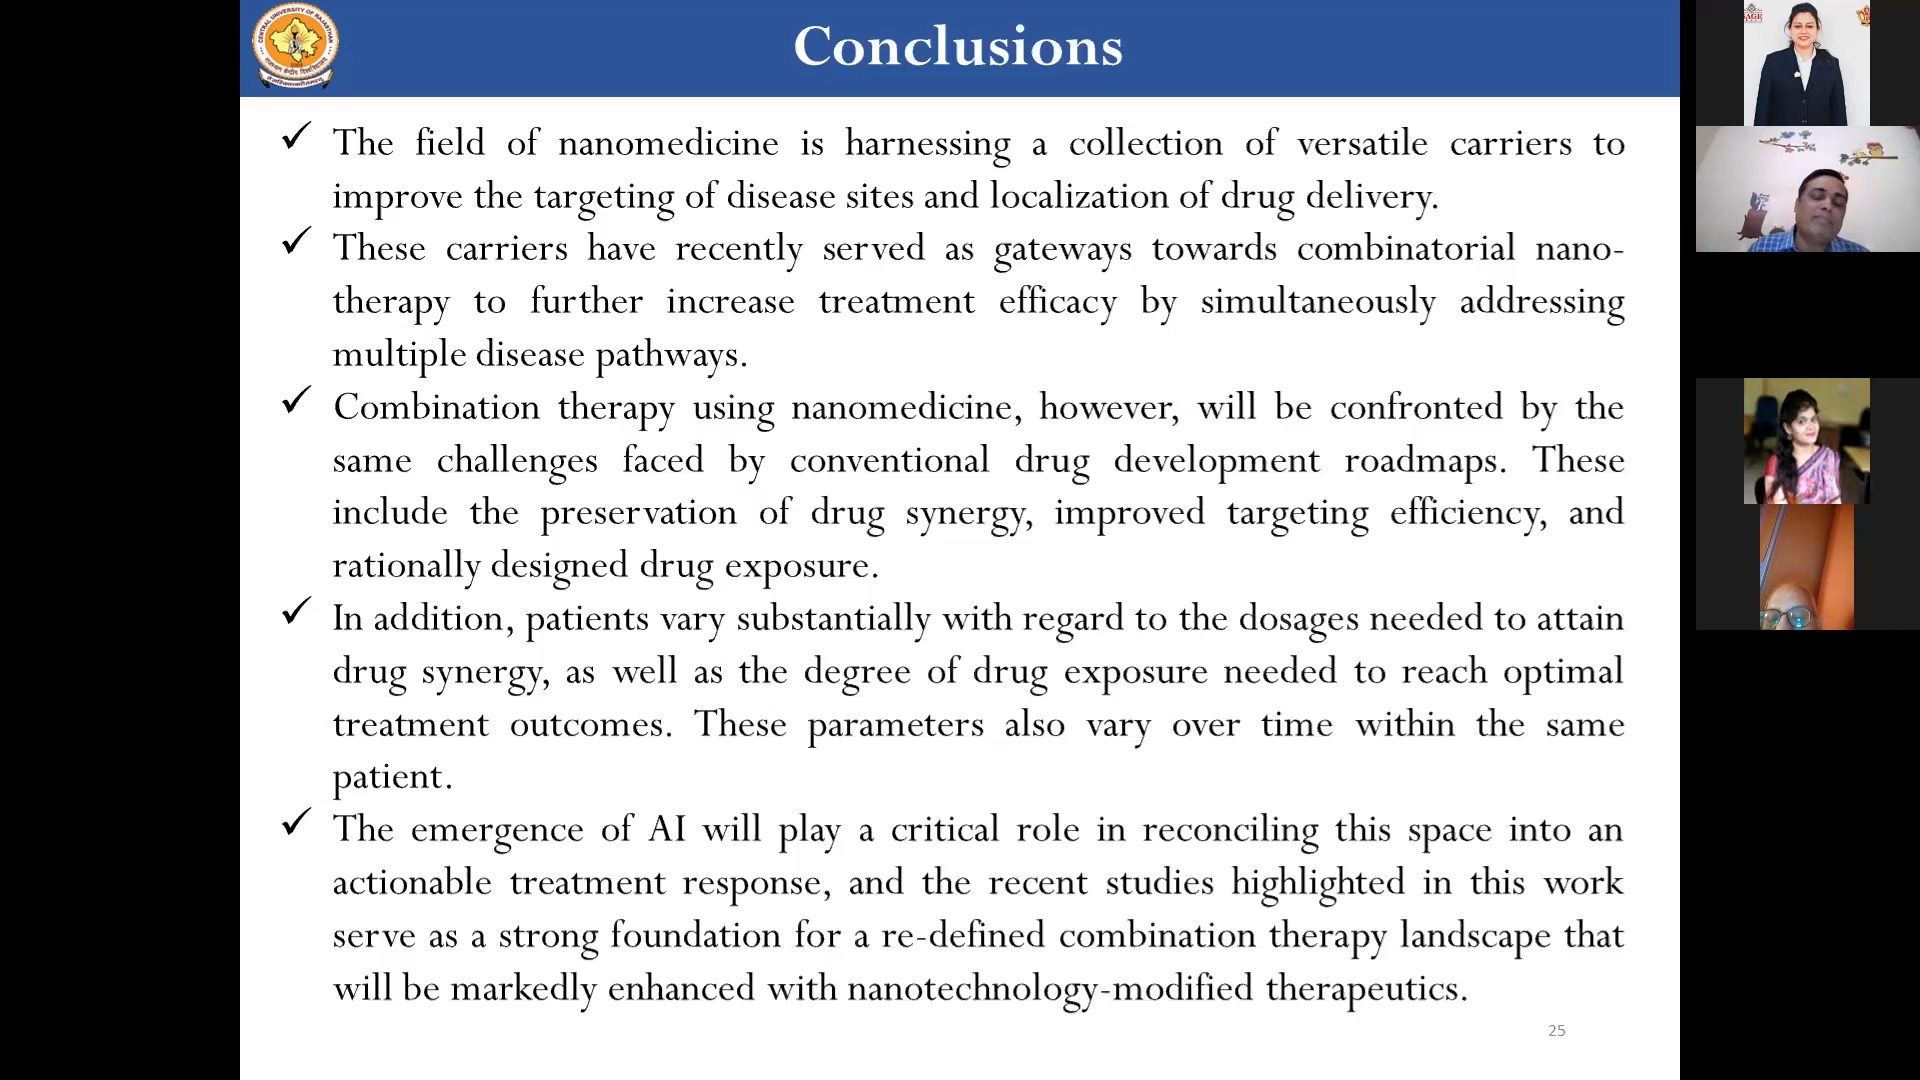 Conclusions
CENTRAL UNIVERSITY OF RAJASTHAN
✓ The field of nanomedicine is harnessing a collection of versatile carriers to
improve the targeting of disease sites and localization of drug delivery.
✓ These carriers have recently served as gateways towards combinatorial nano-
therapy to further increase treatment efficacy by simultaneously addressing
multiple disease pathways.
✓ Combination therapy using nanomedicine, however, will be confronted by the
same challenges faced by conventional drug development roadmaps. These
include the preservation of drug synergy, improved targeting efficiency, and
rationally designed drug exposure.
✓ In addition, patients vary substantially with regard to the dosages needed to attain
drug synergy, as well as the degree of drug exposure needed to reach optimal
treatment outcomes. These parameters also vary over time within the same
patient.
✓ The emergence of AI will play a critical role in reconciling this space into an
actionable treatment response, and the recent studies highlighted in this work
serve as a strong foundation for a re-defined combination therapy landscape that
will be markedly enhanced with nanotechnology-modified therapeutics.
25